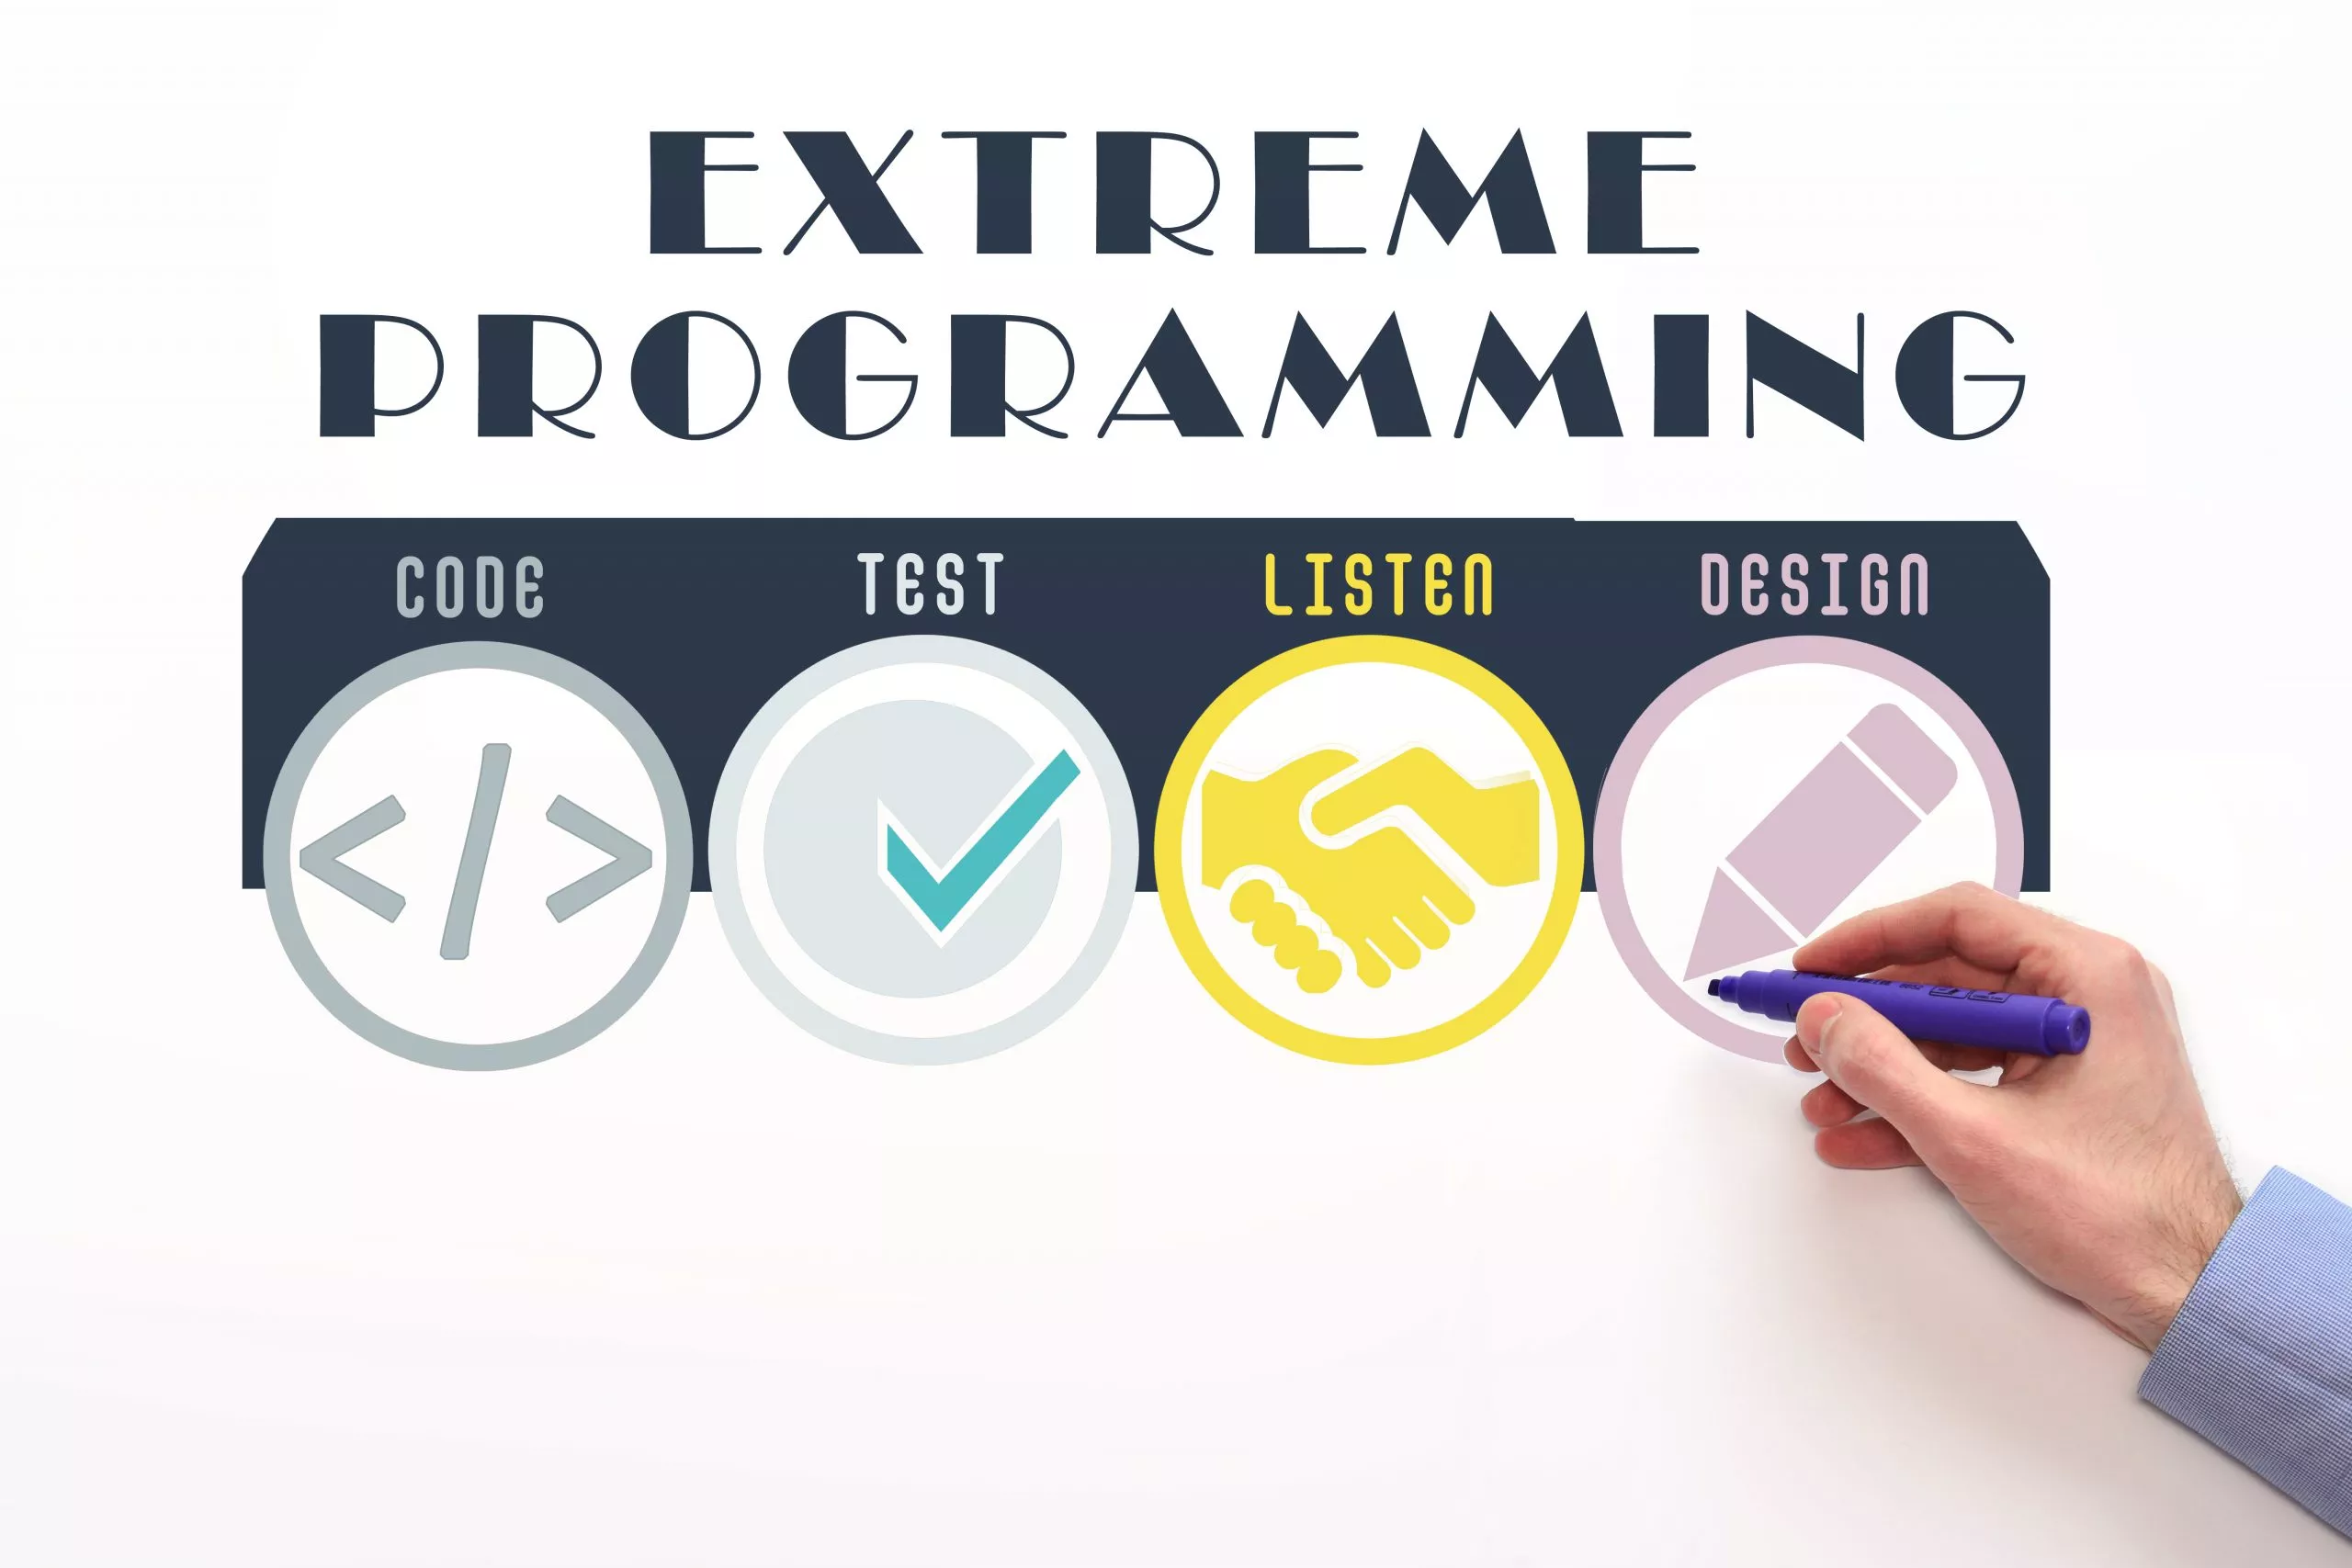 EXTREME
PROGRAMMING
CODE TEST LISTEN DESIGN
</>